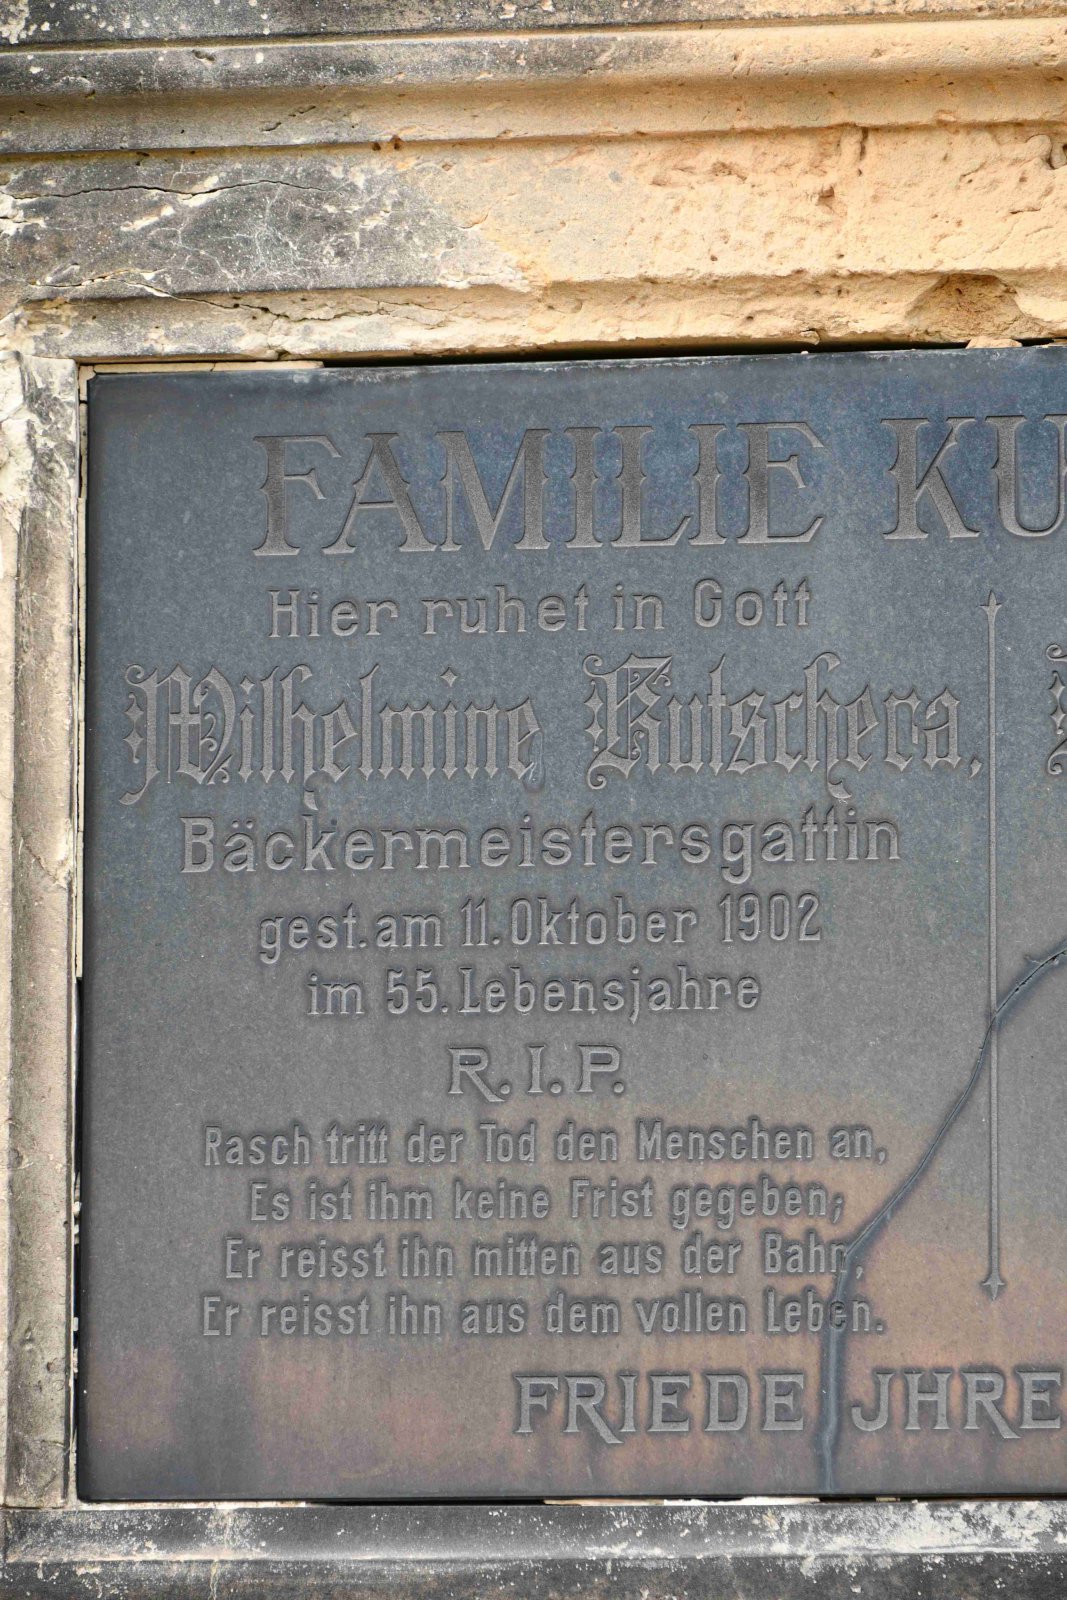 FAMILIE KU
Hier ruhet in Gott
Wilhelmine Kutschera,
Bäckermeistersgattin
gest. am 11. Oktober 1902
im 55. Lebensjahre
R. I. P.
Rasch tritt der Tod den Menschen an,
Es ist ihm keine Frist gegeben;
Er reisst ihn mitten aus der Bahn,
Er reisst ihn aus dem vollen Leben.
FRIEDE JHRE